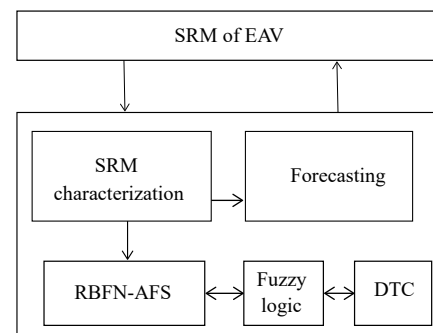 SRM of EAV
SRM
characterization
Forecasting
RBFN-AFS
Fuzzy
logic
DTC